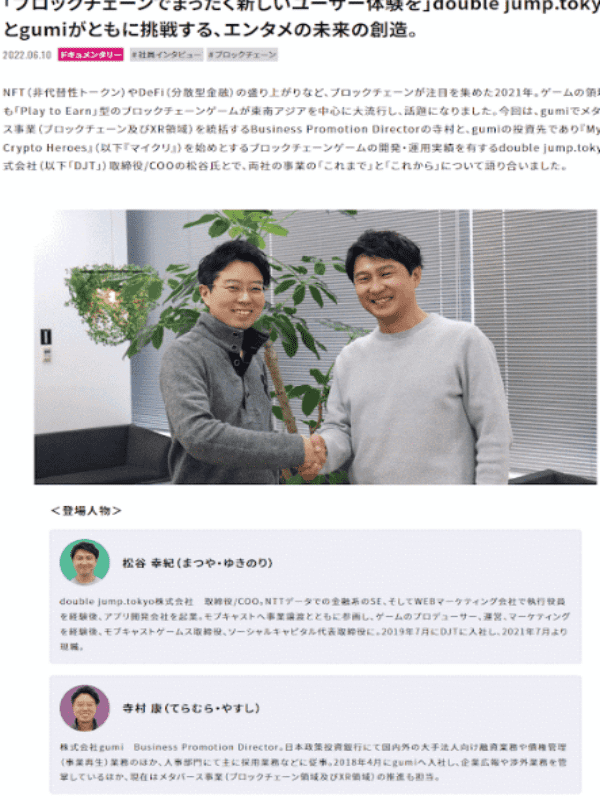 「ブロックチェーンでまったく新しいユーザー体験を」double jump.toky
とgumiがともに挑戦する、エンタメの未来の創造。
2022.06.10 ドキュメンタリー #社員インタビュー #ブロックチェーン
NFT(非代替性トークン)やDeFi(分散型金融)の盛り上がりなど、ブロックチェーンが注目を集めた2021年。ゲームの領域
も「Play to Earn」型のブロックチェーンゲームが東南アジアを中心に大流行し、話題になりました。今回は、gumiでメタ
ス事業(ブロックチェーン及びXR領域)を統括するBusiness Promotion Directorの寺村と、gumiの投資先であり『My
Crypto Heroes』(以下『マイクリ』)を始めとするブロックチェーンゲームの開発・運用実績を有するdouble jump.toky
式会社(以下「DJT」)取締役/COOの松谷氏とで、両社の事業の「これまで」と「これから」について語り合いました。
<登場人物>
松谷 幸紀(まつや・ゆきのり)
double jump.tokyo株式会社 取締役/COO。NTTデータでの金融系のSE、そしてWEBマーケティング会社で執行役員
を経験後、アプリ開発会社を起業。モブキャストへ事業譲渡とともに参画し、ゲームのプロデューサー、運営、マーケティング
を経験後、モブキャストゲームス取締役、ソーシャルキャピタル代表取締役に。2019年7月にDJTに入社し、2021年7月より
現職。
寺村 康(てらむら・やすし)
株式会社gumi Business Promotion Director。日本政策投資銀行にて国内外の大手法人向け融資業務や債権管理
(事業再生)業務のほか、人事部門にて主に採用業務などに従事。2018年4月にgumiへ入社し、企業広報や渉外業務を管
掌しているほか、現在はメタバース事業(ブロックチェーン領域及びXR領域)の推進も担当。